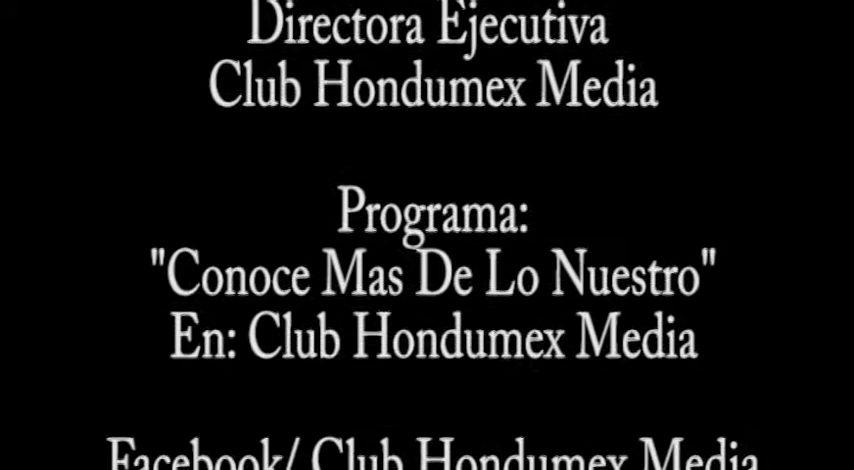 Directora Ejecutiva
Club Hondumex Media
Programa:
"Conoce Mas De Lo Nuestro"
En: Club Hondumex Media
Facebook/ Club Hondumex Media